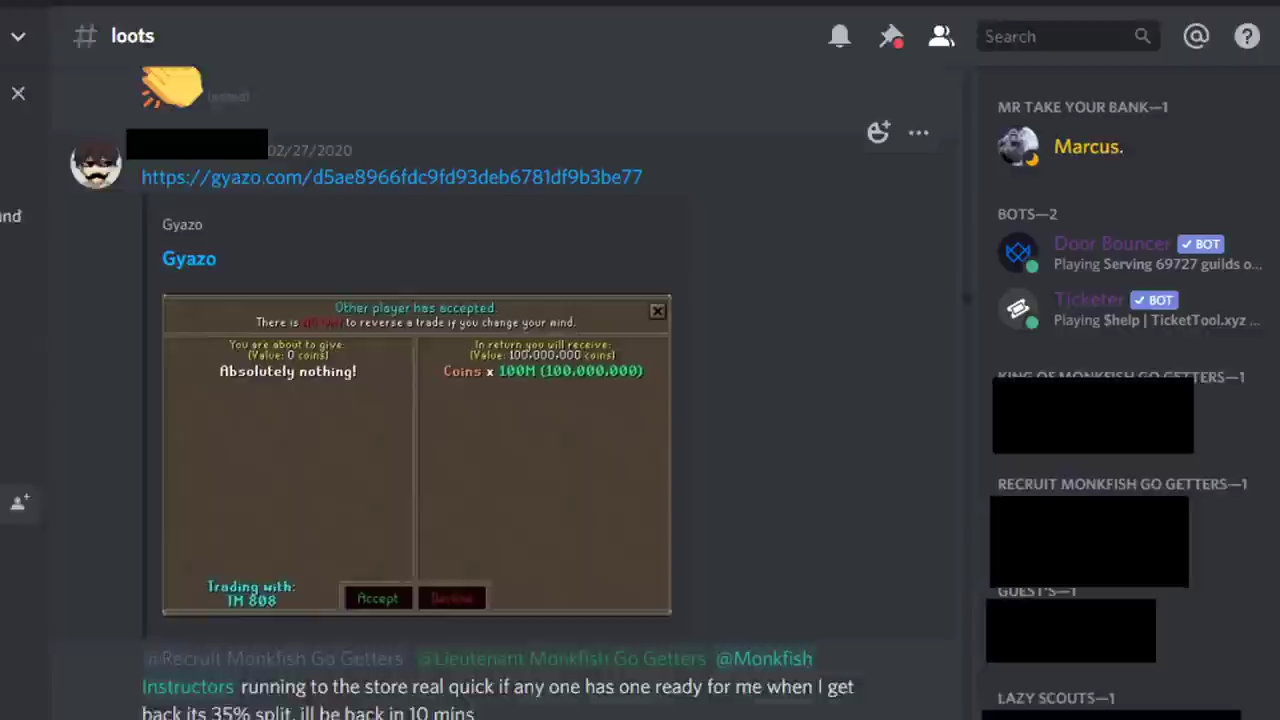 loots
Search
(edited)
02/27/2020
https://gyazo.com/d5ae8966fdc9fd93deb6781df9b3be77
Gyazo
Gyazo
Other player has accepted.
There is to reverse a trade if you change your mind.
You are about to give:
(Value: 0 coins)
Absolutely nothing!
In return you will receive:
(Value: 100,000,000 coins)
Coins x 100M (100,000,000)
Trading with:
TM 808
Accept
Decline
@Recruit Monkfish Go Getters @Lieutenant Monkfish Go Getters @Monkfish
Instructors running to the store real quick if any one has one ready for me when I get
back its 35% split, ill be back in 10 mins
und
MR TAKE YOUR BANK—1
Marcus.
BOTS—2
Door Bouncer BOT
Playing Serving 69727 guilds o...
Ticketer BOT
Playing $help | TicketTool.xyz ...
KING OF MONKFISH GO GETTERS—1
RECRUIT MONKFISH GO GETTERS—1
GUEST'S—1
LAZY SCOUTS—1